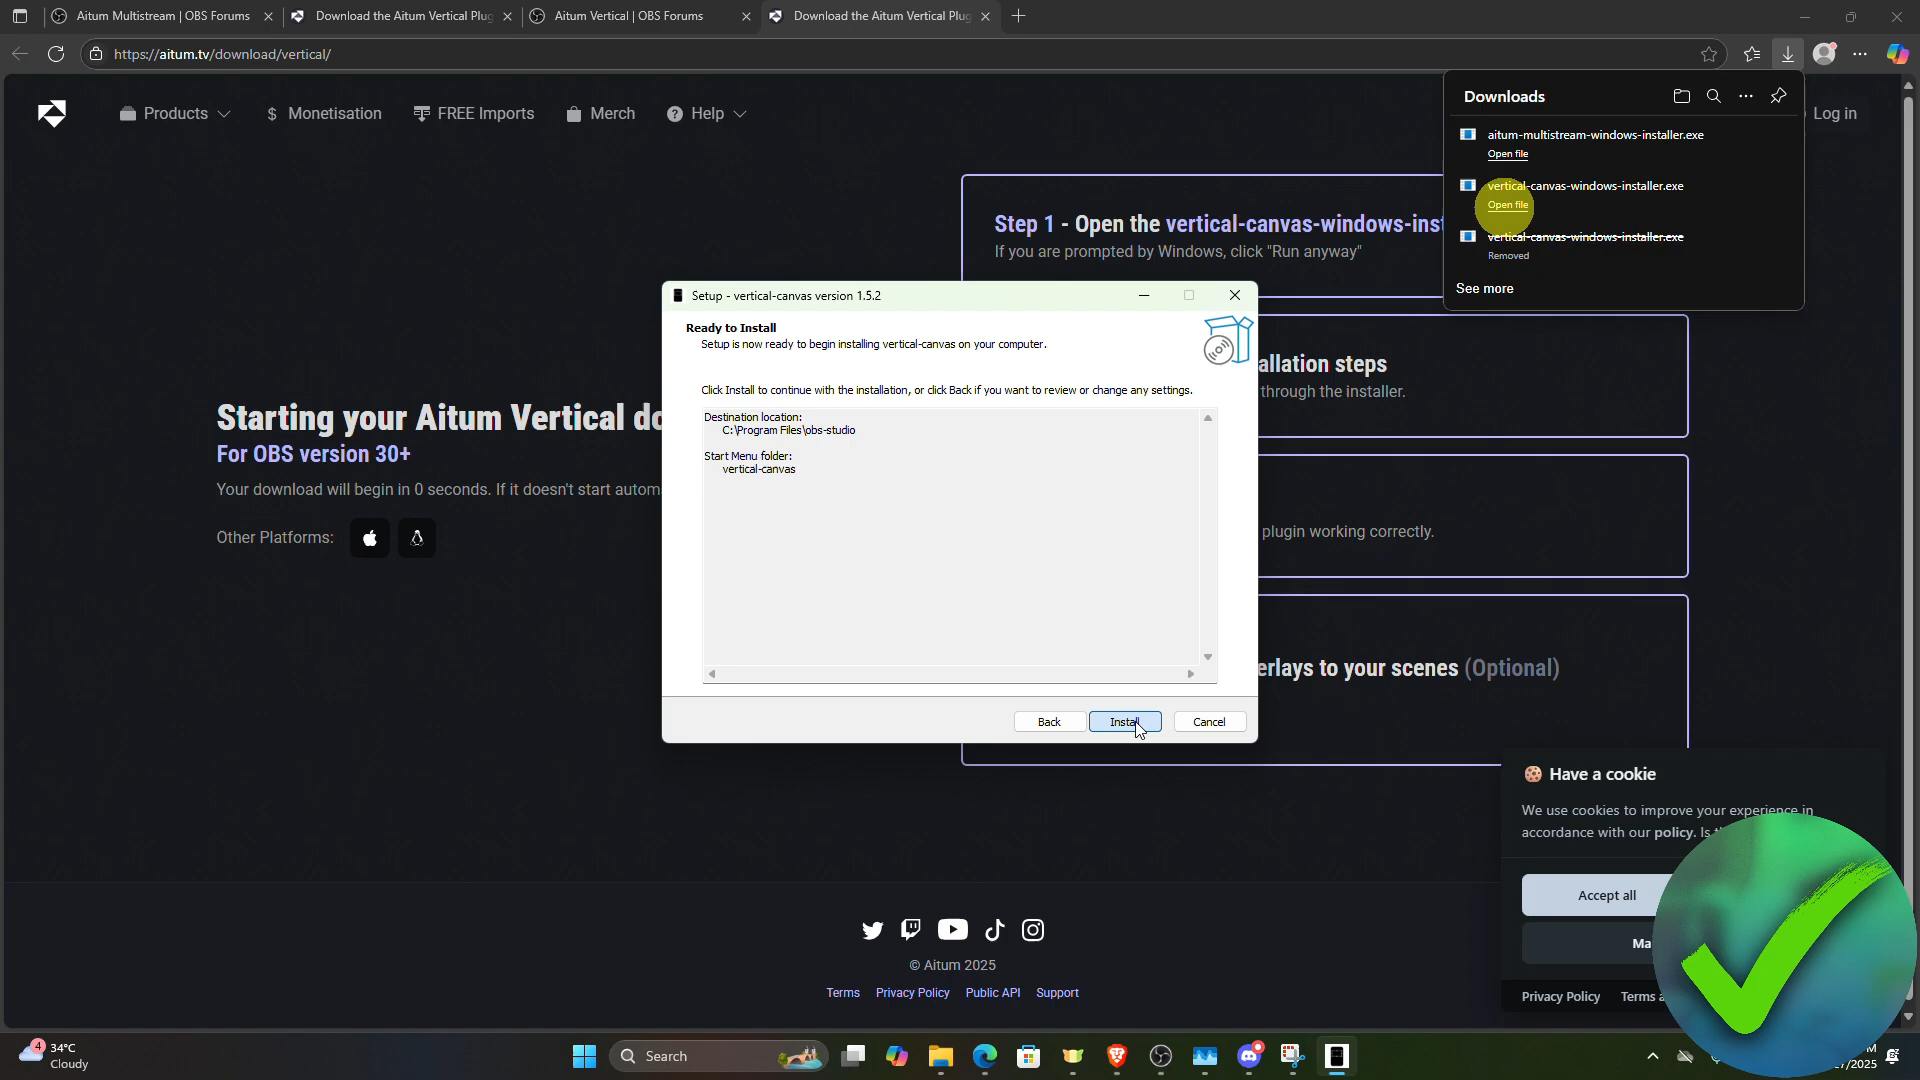 Aitum Multistream | OBS Forums
Download the Aitum Vertical Plug
Aitum Vertical | OBS Forums
Download the Aitum Vertical Plug
https://aitum.tv/download/vertical/
Products
Monetisation
FREE Imports
Merch
Help
Log in
Downloads
aitum-multistream-windows-installer.exe
Open file
vertical-canvas-windows-installer.exe
Open file
vertical-canvas-windows-installer.exe
Removed
See more
Step 1 - Open the vertical-canvas-windows-inst
If you are prompted by Windows, click "Run anyway"
allation steps
through the installer.
plugin working correctly.
erlays to your scenes (Optional)
Starting your Aitum Vertical do
For OBS version 30+
Your download will begin in 0 seconds. If it doesn't start autom
Other Platforms:
Setup - vertical-canvas version 1.5.2
Ready to Install
Setup is now ready to begin installing vertical-canvas on your computer.
Click Install to continue with the installation, or click Back if you want to review or change any settings.
Destination location:
C:\Program Files\obs-studio
Start Menu folder:
vertical-canvas
Back
Install
Cancel
Have a cookie
We use cookies to improve your experience in
accordance with our policy.
Accept all
Ma
Privacy Policy
Terms a
© Aitum 2025
Terms
Privacy Policy
Public API
Support
4
34°C
Cloudy
Search
M
7/2025